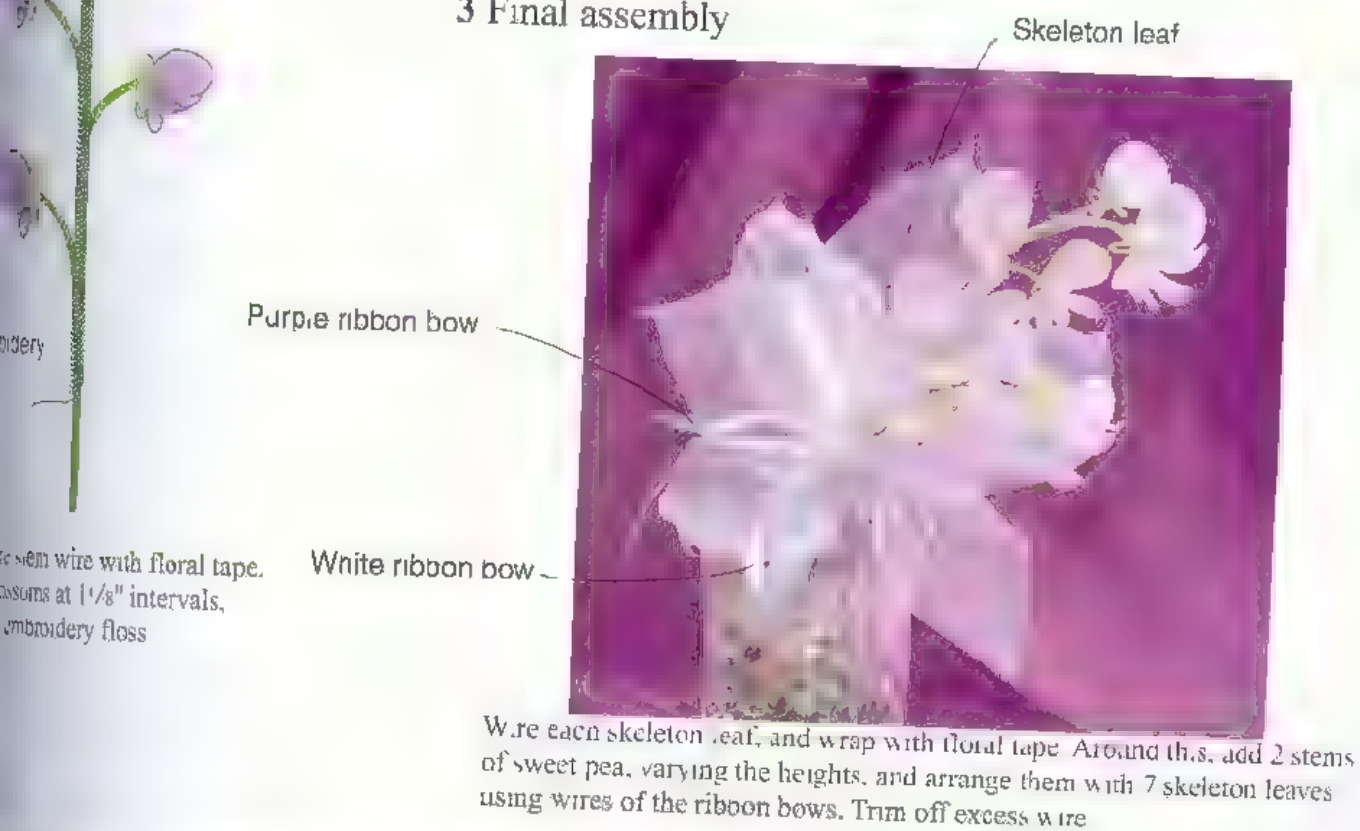 3 Final assembly
Skeleton leaf
Purple ribbon bow
White ribbon bow
stem wire with floral tape.
at 1 1/8" intervals,
embroidery floss
Wire each skeleton leaf, and wrap with floral tape Around this, add 2 stems
of sweet pea, varying the heights, and arrange them with 7 skeleton leaves
using wires of the ribbon bows. Trim off excess wire